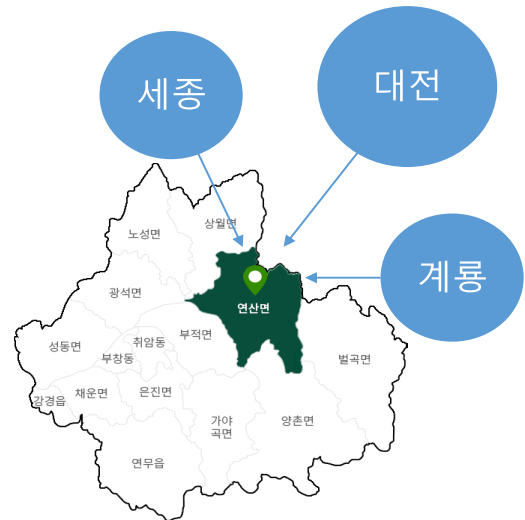 세종
대전
계룡
상월면
노성면
광석면
연산면
성동면
취암동
부적면
부창동
벌곡면
강경읍
채운면
은진면
가야
곡면
양촌면
연무읍